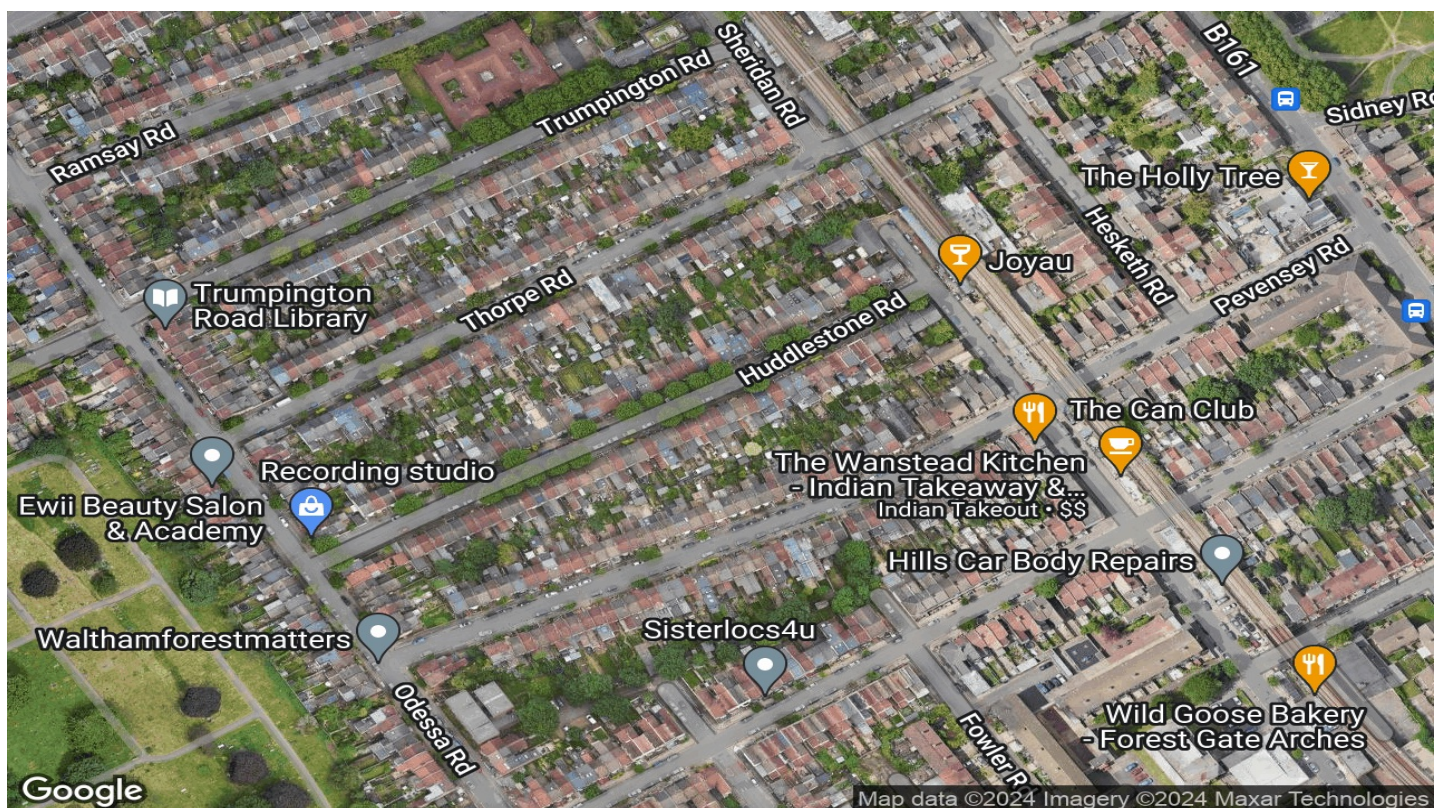 Sheridan Rd
B161
Trumpington Rd
Sidney Rd
Ramsay Rd
The Holly Tree
Hesketh Rd
Joyau
Pevensey Rd
Trumpington
Road Library
Thorpe Rd
Huddlestone Rd
The Can Club
Recording studio
The Wanstead Kitchen
- Indian Takeaway &...
Indian Takeout • $$
Ewii Beauty Salon
& Academy
Hills Car Body Repairs
Walthamforestmatters
Sisterlocs4u
Odessa Rd
Fowler Rd
Wild Goose Bakery
- Forest Gate Arches
Google
Map data ©2024 Imagery ©2024 Maxar Technologies